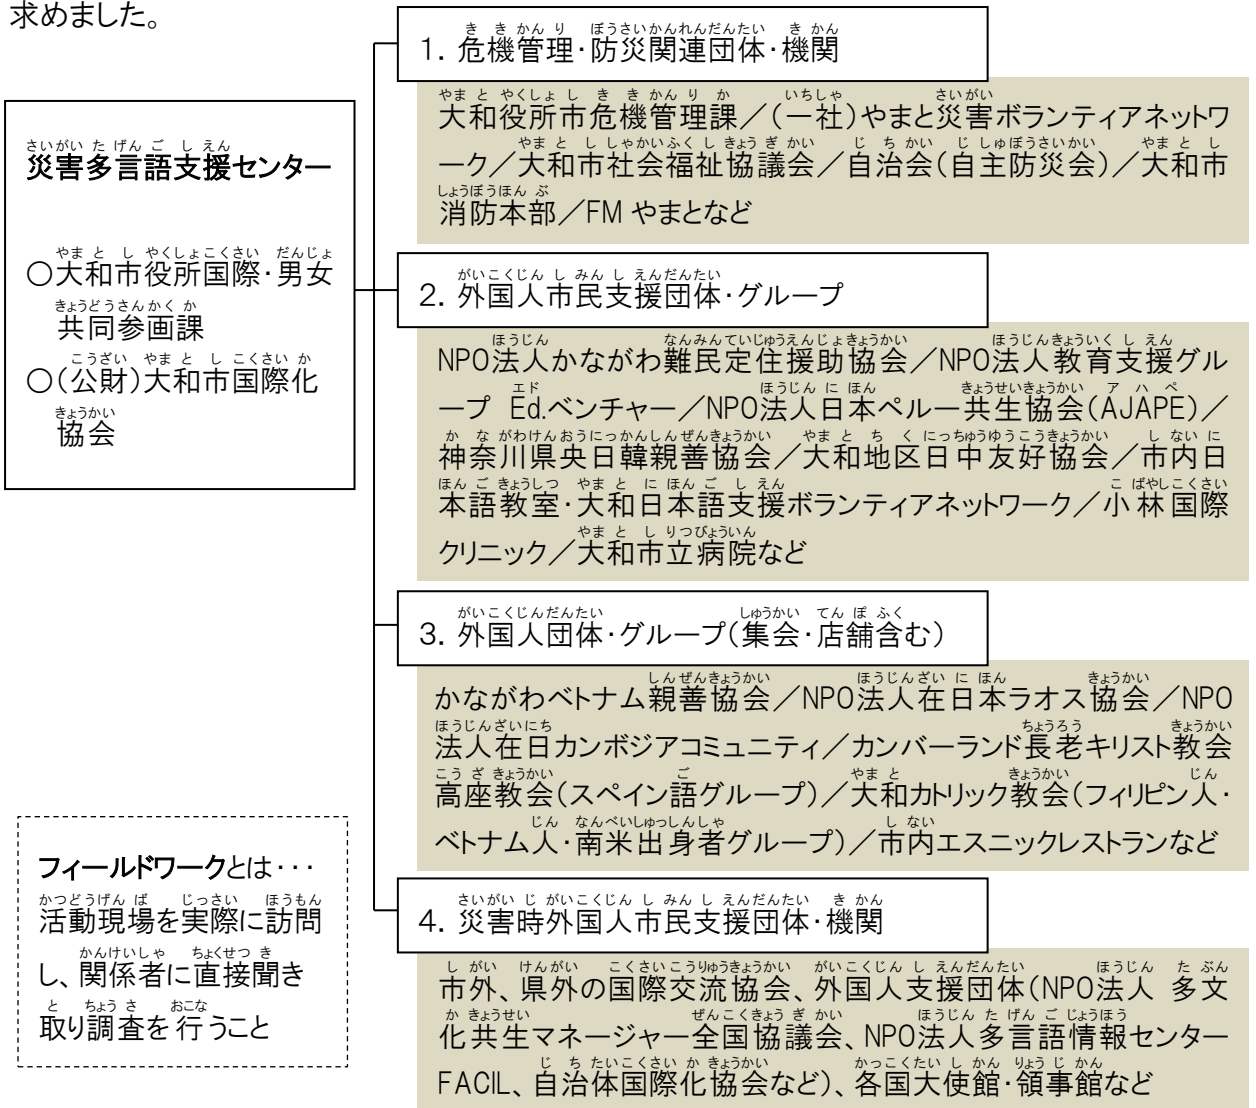 求めました。
災害多言語支援センター
○大和市役所国際・男女
共同参画課
○(公財)大和市国際化
協会
1. 危機管理・防災関連団体・機関
大和役所市危機管理課／(一社)やまと災害ボランティアネットワ
ーク／大和市社会福祉協議会／自治会(自主防災会)／大和市
消防本部／FMやまとなど
2. 外国人市民支援団体・グループ
NPO法人かながわ難民定住援助協会／NPO法人教育支援グル
ープ Ed.ベンチャー／NPO法人日本ペルー共生協会(AJAPE)／
神奈川県央日韓親善協会／大和地区日中友好協会／市内日
本語教室・大和日本語支援ボランティアネットワーク／小林国際
クリニック／大和市立病院など
3. 外国人団体・グループ(集会・店舗含む)
かながわベトナム親善協会／NPO法人在日本ラオス協会／NPO
法人在日カンボジアコミュニティ／カンバーランド長老キリスト教会
高座教会(スペイン語グループ)／大和カトリック教会(フィリピン人・
ベトナム人・南米出身者グループ)／市内エスニックレストランなど
4. 災害時外国人市民支援団体・機関
市外、県外の国際交流協会、外国人支援団体(NPO法人 多文
化共生マネージャー全国協議会、NPO法人多言語情報センター
FACIL、自治体国際化協会など)、各国大使館・領事館など
フィールドワークとは・・・
活動現場を実際に訪問
し、関係者に直接聞き
取り調査を行うこと